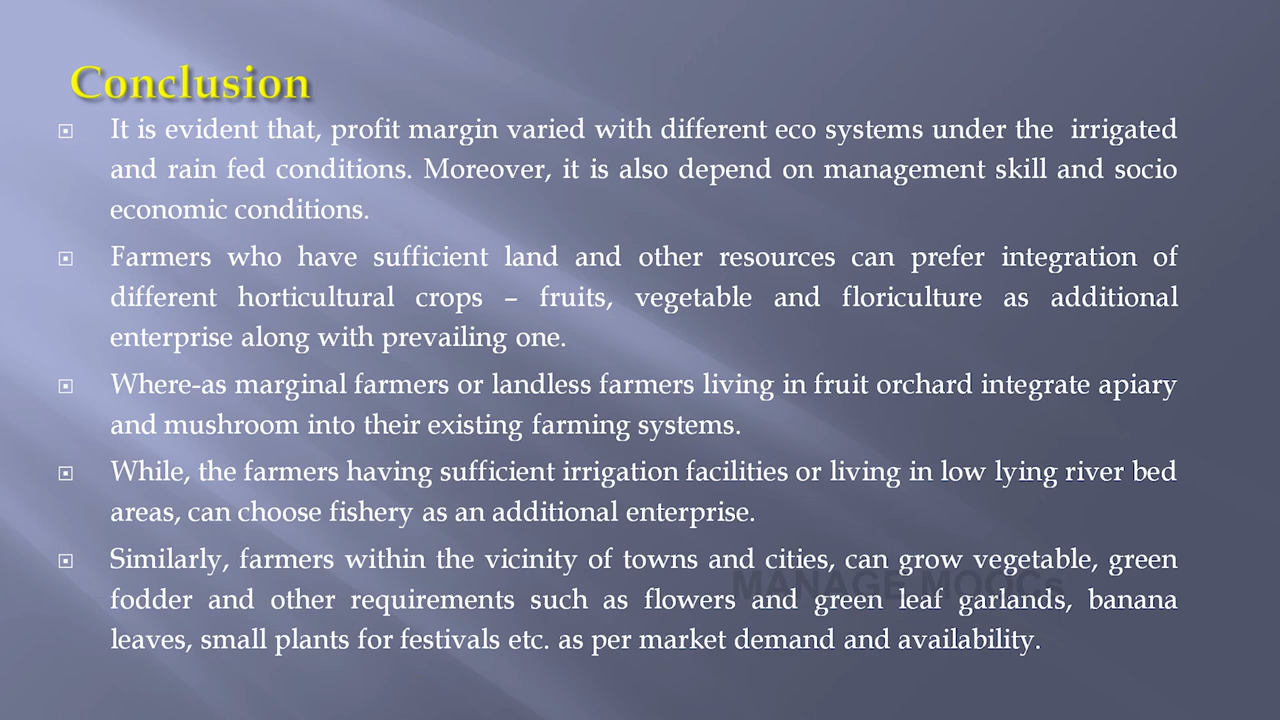 Conclusion
It is evident that, profit margin varied with different eco systems under the irrigated
and rain fed conditions. Moreover, it is also depend on management skill and socio
economic conditions.
Farmers who have sufficient land and other resources can prefer integration of
different horticultural crops – fruits, vegetable and floriculture as additional
enterprise along with prevailing one.
Where-as marginal farmers or landless farmers living in fruit orchard integrate apiary
and mushroom into their existing farming systems.
While, the farmers having sufficient irrigation facilities or living in low lying river bed
areas, can choose fishery as an additional enterprise.
Similarly, farmers within the vicinity of towns and cities, can grow vegetable, green
fodder and other requirements such as flowers and green leaf garlands, banana
leaves, small plants for festivals etc. as per market demand and availability.
MANAGE MOOCs